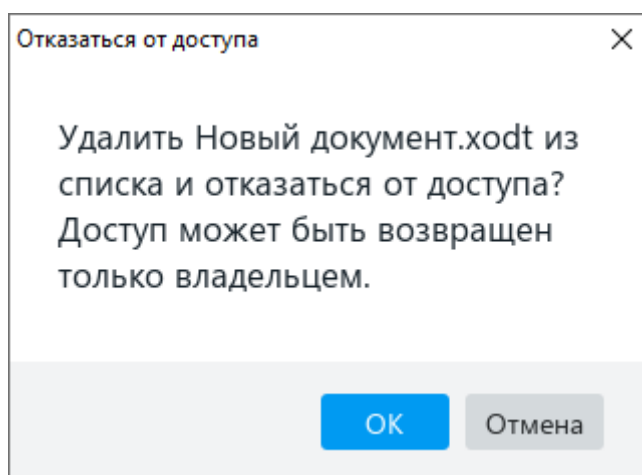 Отказаться от доступа
Удалить Новый документ.xodt из
списка и отказаться от доступа?
Доступ может быть возвращен
только владельцем.
ОК
Отмена